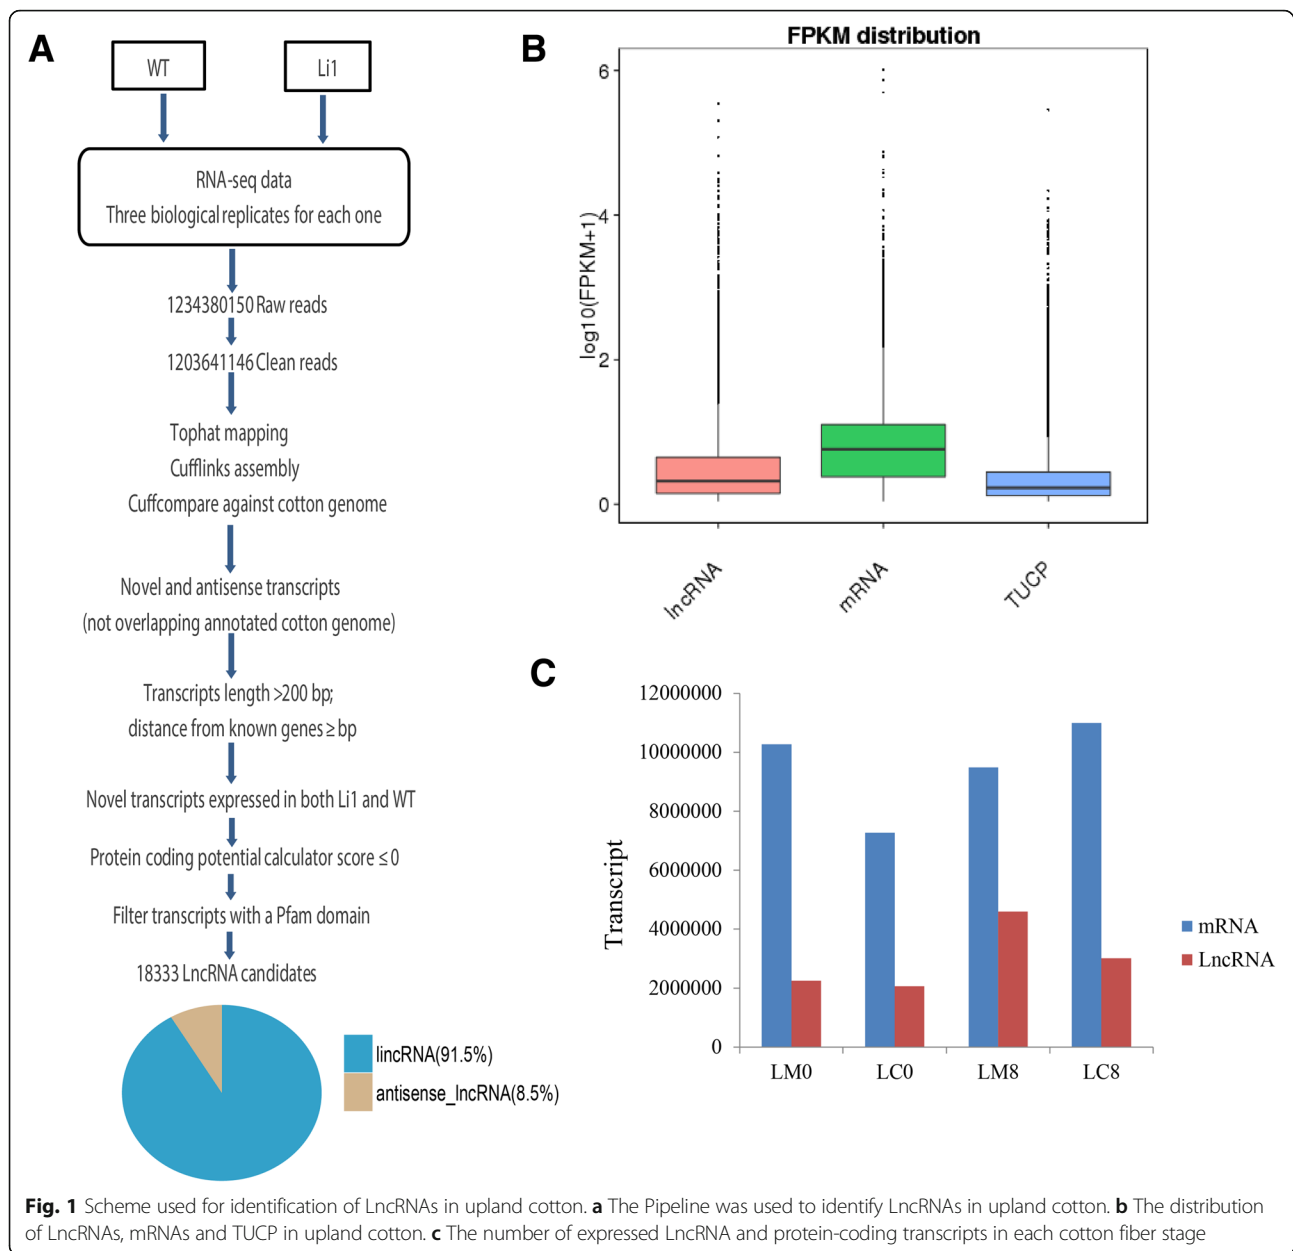 A
WT
Li1
RNA-seq data
Three biological replicates for each one
1234380150 Raw reads
1203641146 Clean reads
Tophat mapping
Cufflinks assembly
Cuffcompare against cotton genome
Novel and antisense transcripts
(not overlapping annotated cotton genome)
Transcripts length >200 bp;
distance from known genes ≥ bp
Novel transcripts expressed in both Li1 and WT
Protein coding potential calculator score ≤ 0
Filter transcripts with a Pfam domain
18333 LncRNA candidates
lincRNA(91.5%)
antisense_lncRNA(8.5%)
B
FPKM distribution
log10(FPKM+1)
6
4
2
0
lncRNA
mRNA
TUCP
C
Transcript
12000000
10000000
8000000
6000000
4000000
2000000
0
LM0
LC0
LM8
LC8
mRNA
LncRNA
Fig. 1 Scheme used for identification of LncRNAs in upland cotton. a The Pipeline was used to identify LncRNAs in upland cotton. b The distribution
of LncRNAs, mRNAs and TUCP in upland cotton. c The number of expressed LncRNA and protein-coding transcripts in each cotton fiber stage